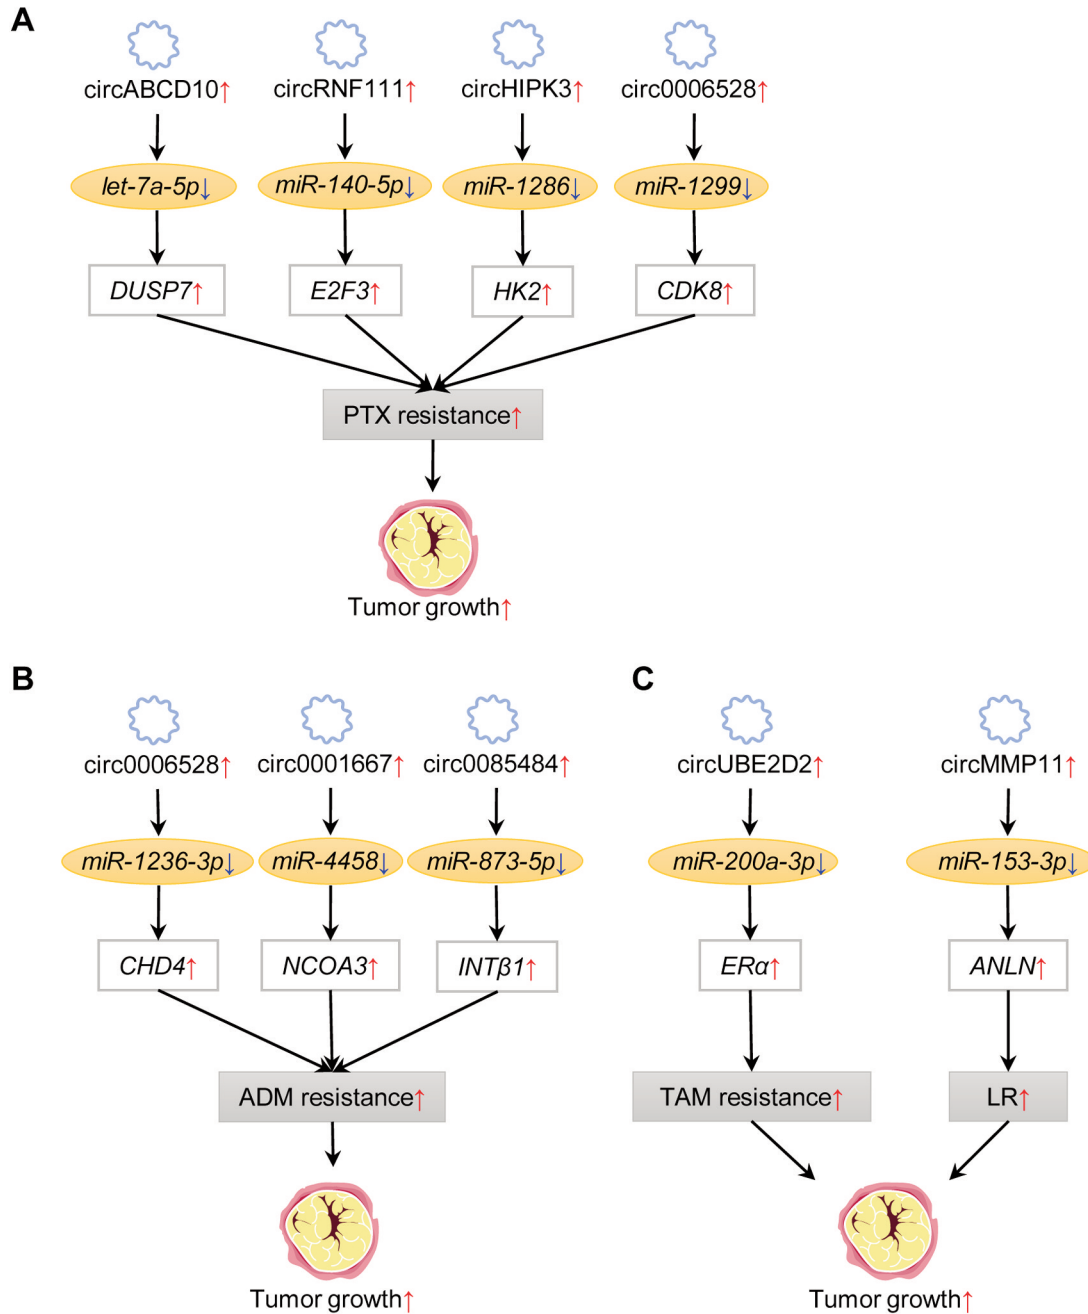 A
circABCD10↑ circRNF111↑ circHIPK3↑ circ0006528↑
let-7a-5p↓ miR-140-5p↓ miR-1286↓ miR-1299↓
DUSP7↑ E2F3↑ HK2↑ CDK8↑
PTX resistance↑
Tumor growth↑
B
circ0006528↑ circ0001667↑ circ0085484↑
miR-1236-3p↓ miR-4458↓ miR-873-5p↓
CHD4↑ NCOA3↑ INTβ1↑
ADM resistance↑
Tumor growth↑
C
circUBE2D2↑ circMMP11↑
miR-200a-3p↓ miR-153-3p↓
ERα↑ ANLN↑
TAM resistance↑ LR↑
Tumor growth↑